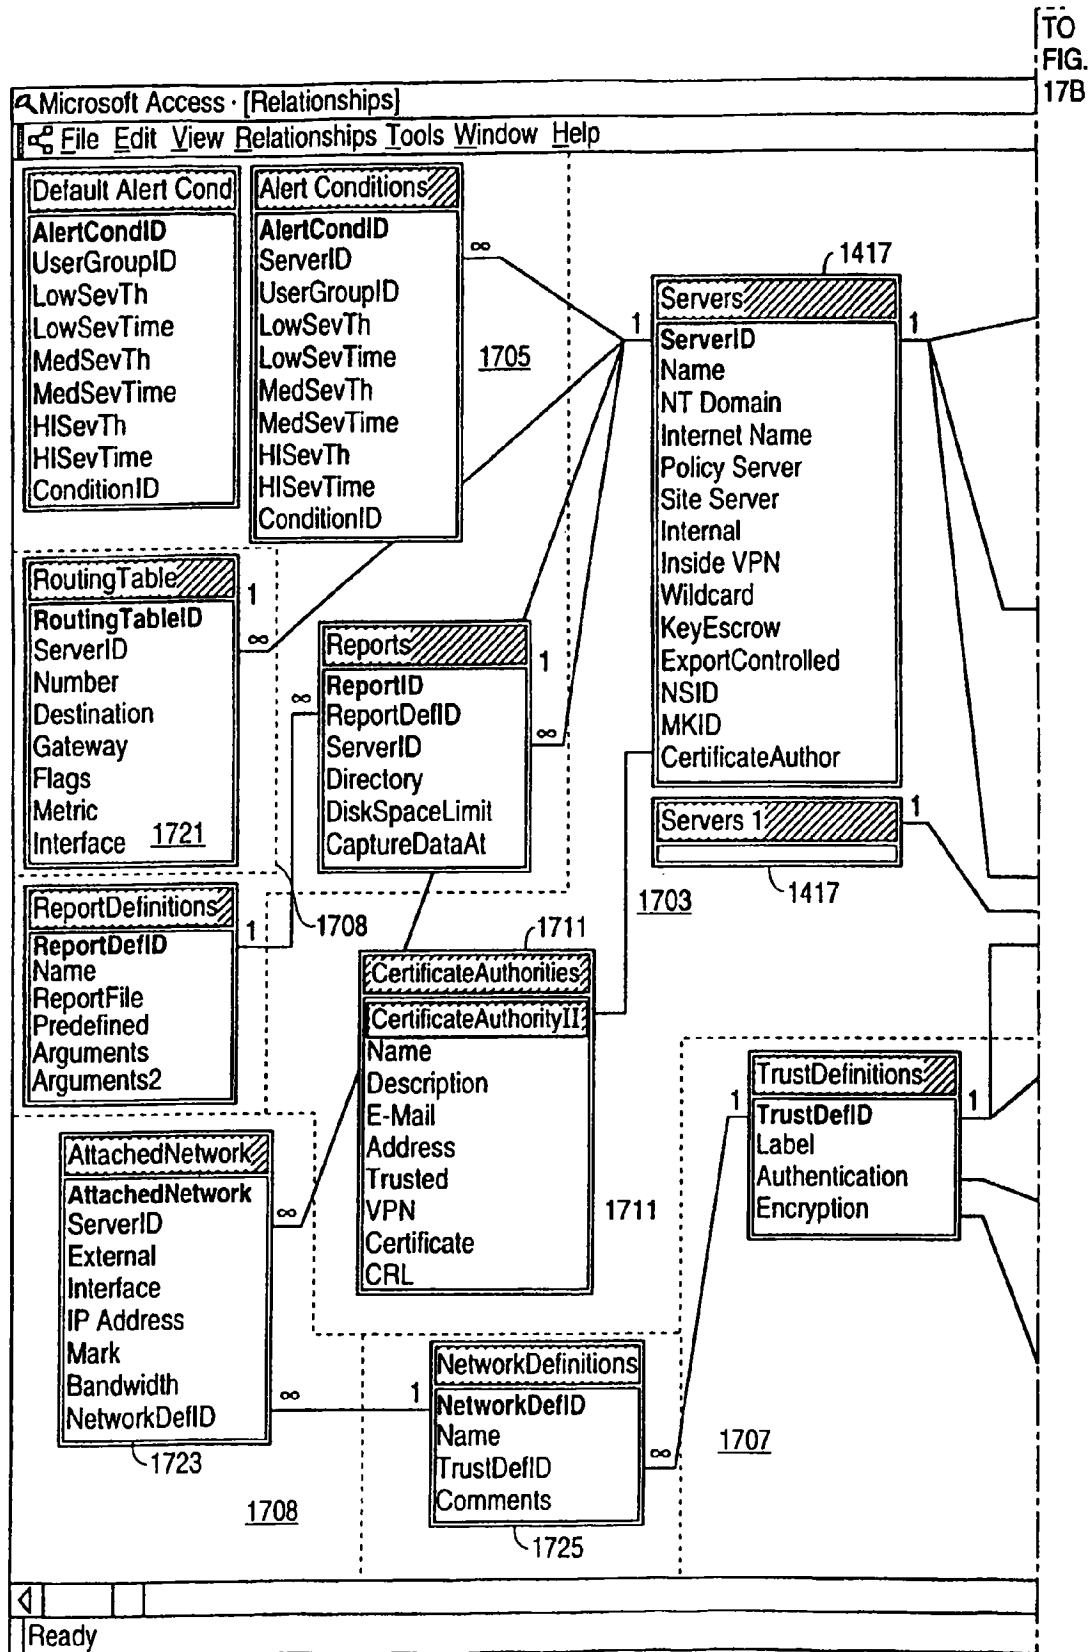 TO
FIG.
17B
Microsoft Access · [Relationships]
File Edit View Relationships Tools Window Help
Default Alert Cond
AlertCondID
UserGroupID
LowSevTh
LowSevTime
MedSevTh
MedSevTime
HISevTh
HISevTime
ConditionID
Alert Conditions
AlertCondID
ServerID
UserGroupID
LowSevTh
LowSevTime
MedSevTh
MedSevTime
HISevTh
HISevTime
ConditionID
∞
1705
1417
Servers
1
1
ServerID
Name
NT Domain
Internet Name
Policy Server
Site Server
Internal
Inside VPN
Wildcard
KeyEscrow
ExportControlled
NSID
MKID
CertificateAuthor
Servers 1
1
1417
1703
RoutingTable
1
RoutingTableID
ServerID
∞
Number
Destination
Gateway
Flags
Metric
Interface
1721
Reports
1
ReportID
∞
ReportDefID
ServerID
∞
Directory
DiskSpaceLimit
CaptureDataAt
1708
ReportDefinitions
1
ReportDefID
Name
ReportFile
Predefined
Arguments
Arguments2
1711
CertificateAuthorities
CertificateAuthorityII
Name
Description
E-Mail
Address
Trusted
VPN
Certificate
CRL
1711
TrustDefinitions
1
1
TrustDefID
Label
Authentication
Encryption
AttachedNetwork
AttachedNetwork
ServerID
∞
External
Interface
IP Address
Mark
Bandwidth
∞
NetworkDefID
1723
1708
NetworkDefinitions
1
NetworkDefID
Name
TrustDefID
∞
Comments
1725
1707
Ready